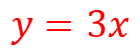 y = 3x